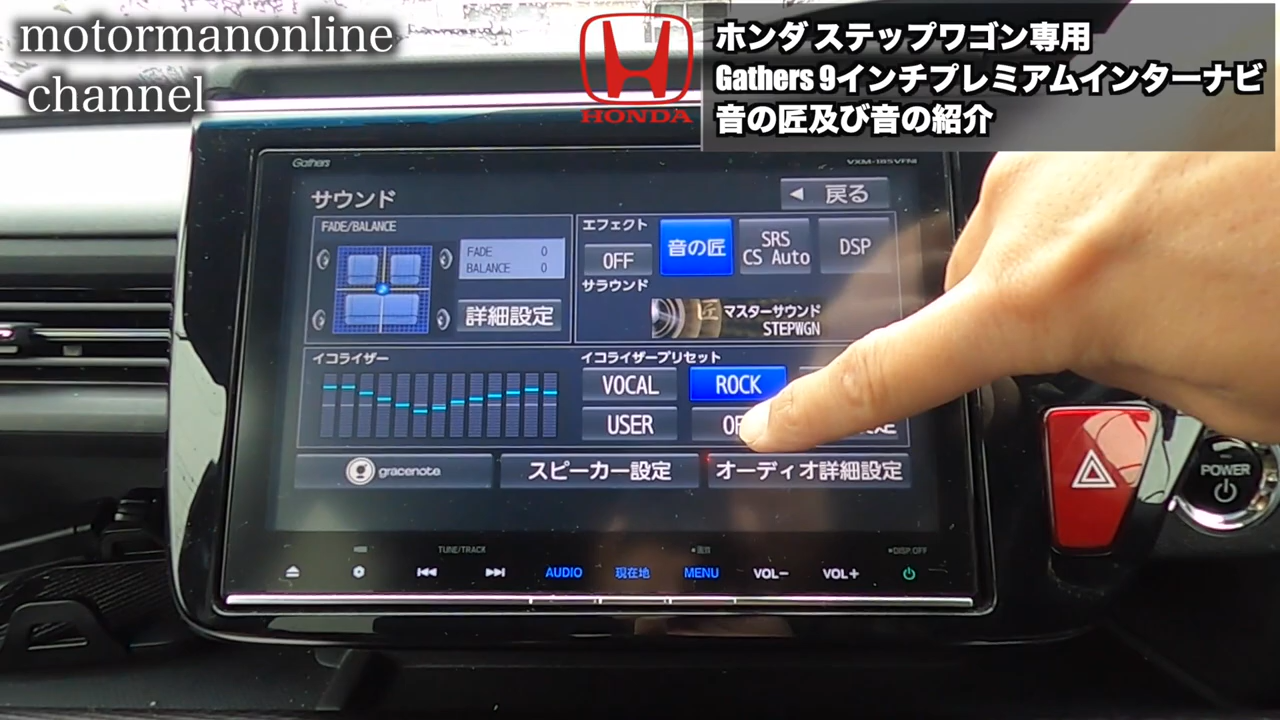 motormanonline
channel
HONDA
ホンダ ステップワゴン専用
Gathers 9インチプレミアムインターナビ
音の匠及び音の紹介
Gathers
サウンド
戻る
FADE/BALANCE
FADE 0
BALANCE 0
詳細設定
エフェクト
OFF
音の匠
SRS
CS Auto
DSP
サラウンド
匠
マスターサウンド
STEPWGN
イコライザー
イコライザープリセット
VOCAL
ROCK
USER
gracenote
スピーカー設定
オーディオ詳細設定
TUNE/TRACK
DISP.OFF
AUDIO
現在地
MENU
VOL−
VOL+
POWER